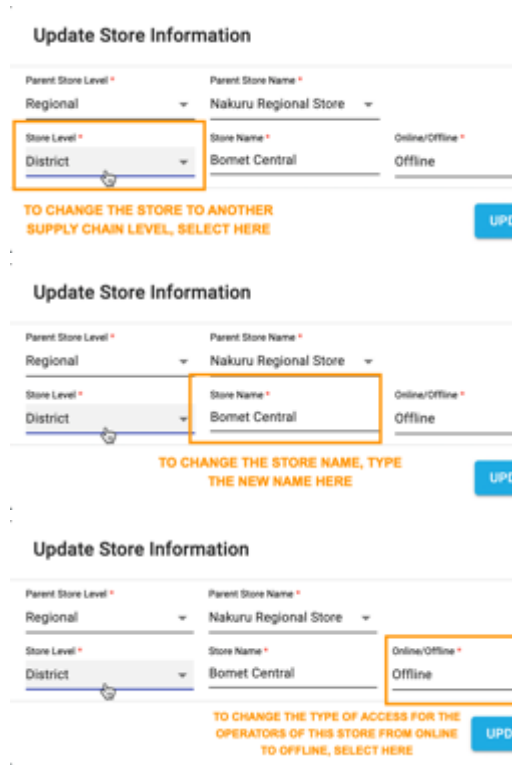 Update Store Information
Parent Store Level * Parent Store Name *
Regional Nakuru Regional Store
Store Level * Store Name * Online/Offline *
District Bomet Central Offline
TO CHANGE THE STORE TO ANOTHER
SUPPLY CHAIN LEVEL, SELECT HERE
UPD
Update Store Information
Parent Store Level * Parent Store Name *
Regional Nakuru Regional Store
Store Level * Store Name * Online/Offline *
District Bomet Central Offline
TO CHANGE THE STORE NAME, TYPE
THE NEW NAME HERE
UPD
Update Store Information
Parent Store Level * Parent Store Name *
Regional Nakuru Regional Store
Store Level * Store Name * Online/Offline *
District Bomet Central Offline
TO CHANGE THE TYPE OF ACCESS FOR THE
OPERATORS OF THIS STORE FROM ONLINE
TO OFFLINE, SELECT HERE
UPD